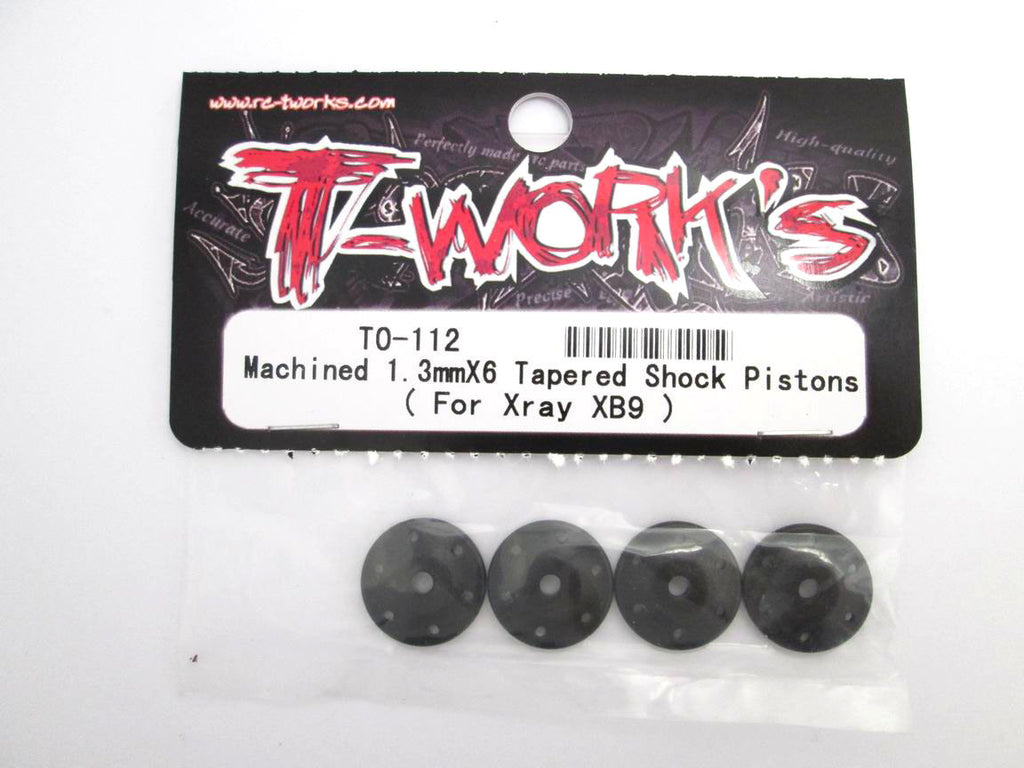 www.rc-tworks.com
Perfectly made rc parts
High-quality
T-WORK's
Accurate
Precise
Artistic
TO-112
Machined 1.3mmX6 Tapered Shock Pistons
( For Xray XB9 )